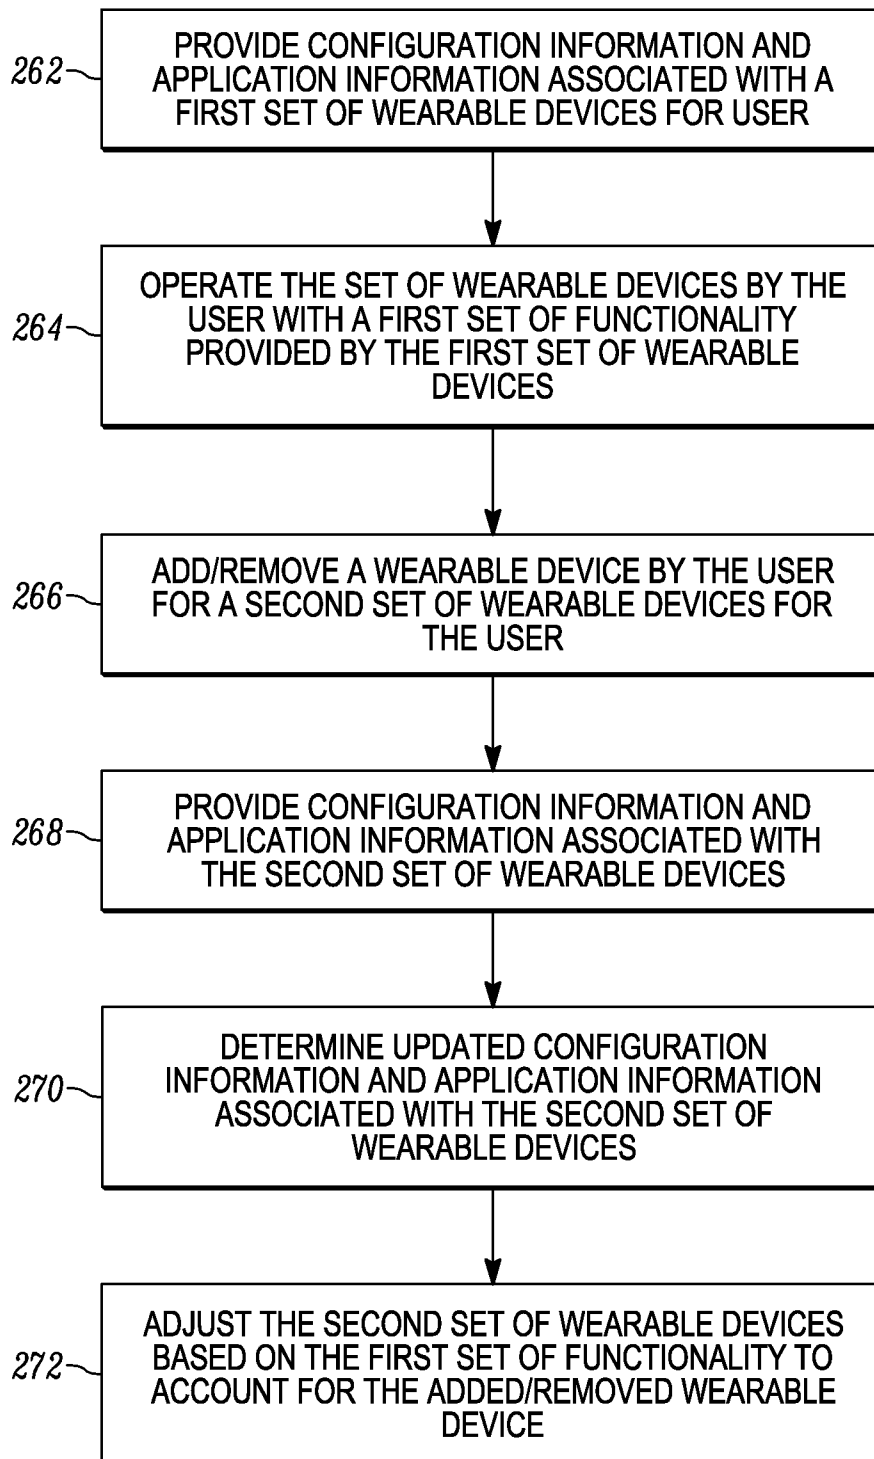 262
PROVIDE CONFIGURATION INFORMATION AND
APPLICATION INFORMATION ASSOCIATED WITH A
FIRST SET OF WEARABLE DEVICES FOR USER
264
OPERATE THE SET OF WEARABLE DEVICES BY THE
USER WITH A FIRST SET OF FUNCTIONALITY
PROVIDED BY THE FIRST SET OF WEARABLE
DEVICES
266
ADD/REMOVE A WEARABLE DEVICE BY THE USER
FOR A SECOND SET OF WEARABLE DEVICES FOR
THE USER
268
PROVIDE CONFIGURATION INFORMATION AND
APPLICATION INFORMATION ASSOCIATED WITH
THE SECOND SET OF WEARABLE DEVICES
270
DETERMINE UPDATED CONFIGURATION
INFORMATION AND APPLICATION INFORMATION
ASSOCIATED WITH THE SECOND SET OF
WEARABLE DEVICES
272
ADJUST THE SECOND SET OF WEARABLE DEVICES
BASED ON THE FIRST SET OF FUNCTIONALITY TO
ACCOUNT FOR THE ADDED/REMOVED WEARABLE
DEVICE